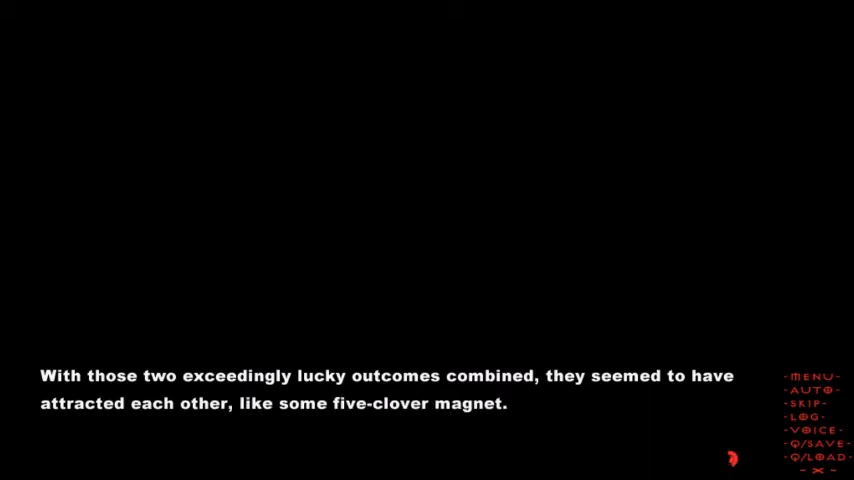 With those two exceedingly lucky outcomes combined, they seemed to have
attracted each other, like some five-clover magnet.
-MENU-
-AUTO-
-SKIP-
-LOG-
-VOICE-
-Q/SAVE-
-Q/LOAD-